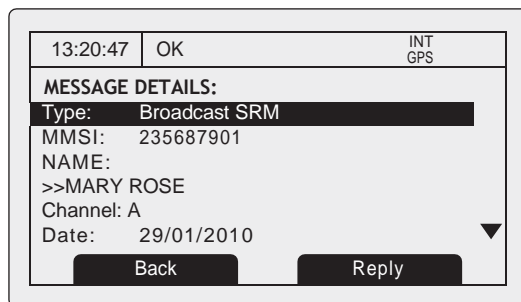 13:20:47 OK INT
GPS
MESSAGE DETAILS:
Type: Broadcast SRM
MMSI: 235687901
NAME:
>>MARY ROSE
Channel: A
Date: 29/01/2010
Back Reply